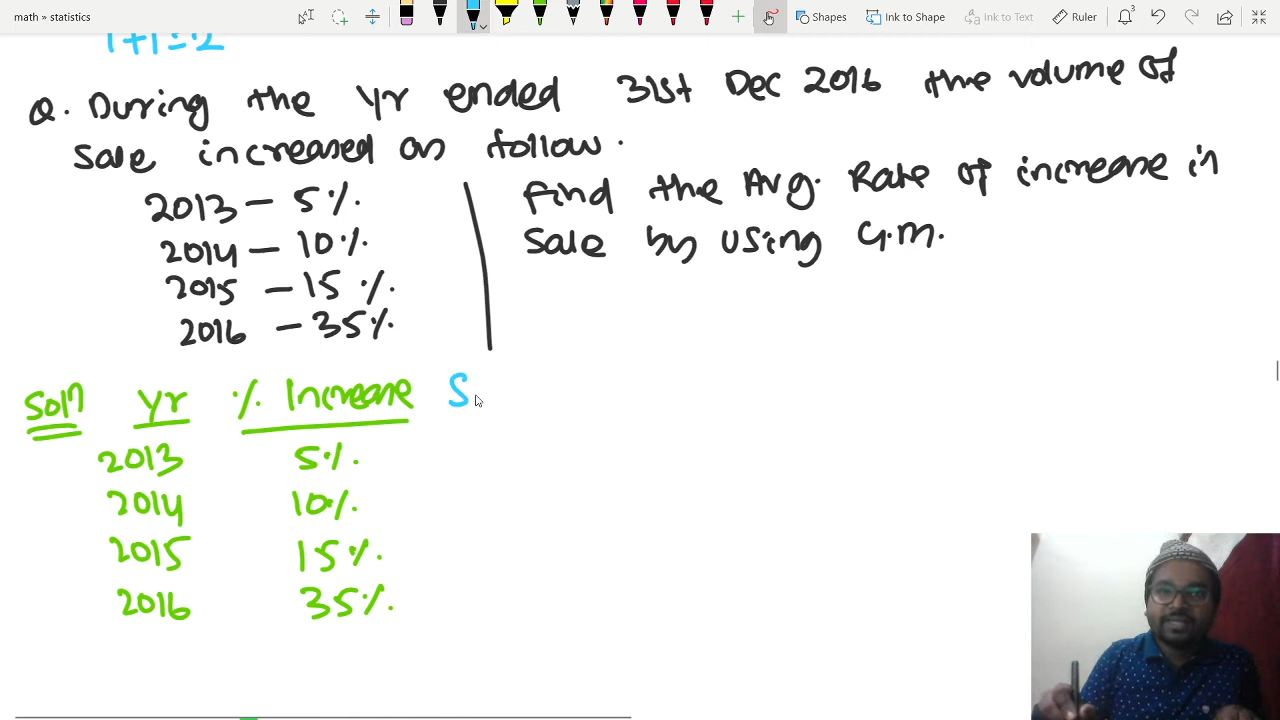 math » statistics
Shapes
Ink to Shape
Ink to Text
Ruler
1+1=2
Q. During the Yr ended 31st Dec 2016 the volume of
Sale increased as follow.
2013 - 5%
2014 - 10%
2015 - 15%
2016 - 35%
Find the Avg. Rate of increase in
Sale by using G.M.
Soln Yr % Increase S
2013 5%
2014 10%
2015 15%
2016 35%